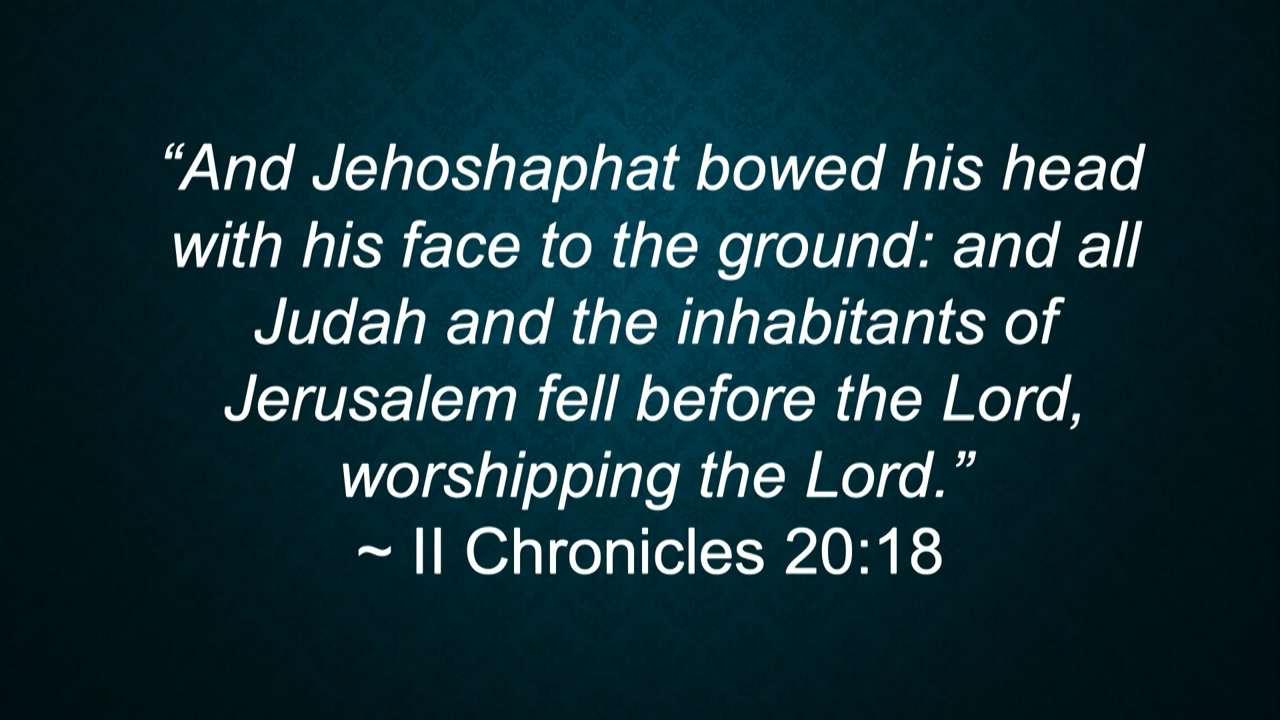 “And Jehoshaphat bowed his head
with his face to the ground: and all
Judah and the inhabitants of
Jerusalem fell before the Lord,
worshipping the Lord.”
~ II Chronicles 20:18